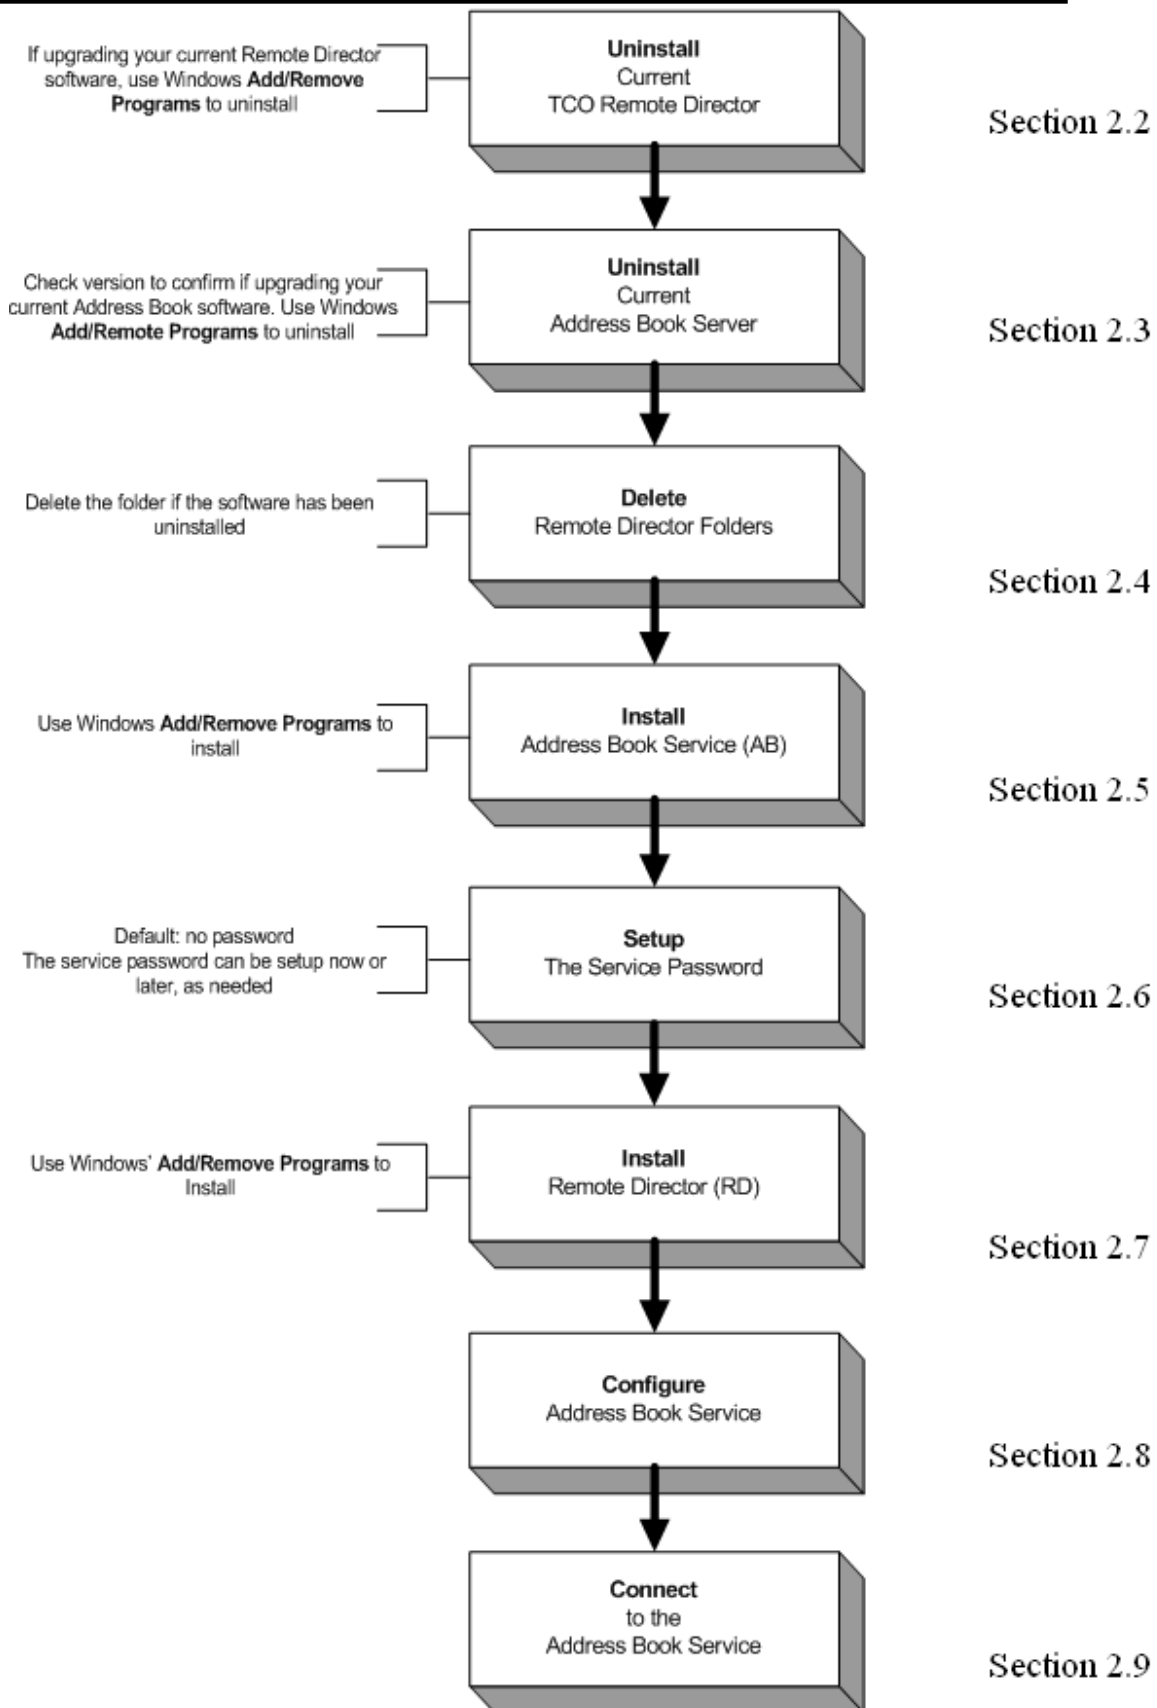 If upgrading your current Remote Director
software, use Windows Add/Remove
Programs to uninstall
Uninstall
Current
TCO Remote Director
Section 2.2
Check version to confirm if upgrading your
current Address Book software. Use Windows
Add/Remote Programs to uninstall
Uninstall
Current
Address Book Server
Section 2.3
Delete the folder if the software has been
uninstalled
Delete
Remote Director Folders
Section 2.4
Use Windows Add/Remove Programs to
install
Install
Address Book Service (AB)
Section 2.5
Default: no password
The service password can be setup now or
later, as needed
Setup
The Service Password
Section 2.6
Use Windows' Add/Remove Programs to
Install
Install
Remote Director (RD)
Section 2.7
Configure
Address Book Service
Section 2.8
Connect
to the
Address Book Service
Section 2.9